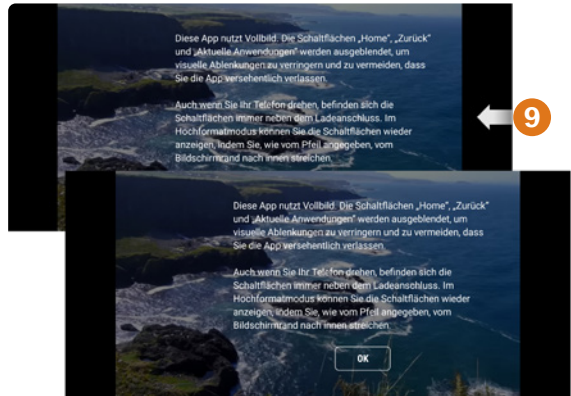 Diese App nutzt Vollbild. Die Schaltflächen „Home“, „Zurück“
und „Aktuelle Anwendungen“ werden ausgeblendet, um
visuelle Ablenkungen zu verringern und zu vermeiden, dass
Sie die App versehentlich verlassen.
Auch wenn Sie Ihr Telefon drehen, befinden sich die
Schaltflächen immer neben dem Ladeanschluss. Im
Hochformatmodus können Sie die Schaltflächen wieder
anzeigen, indem Sie, wie vom Pfeil angegeben, vom
Bildschirmrand nach innen streichen.
9
Diese App nutzt Vollbild. Die Schaltflächen „Home“, „Zurück“
und „Aktuelle Anwendungen“ werden ausgeblendet, um
visuelle Ablenkungen zu verringern und zu vermeiden, dass
Sie die App versehentlich verlassen.
Auch wenn Sie Ihr Telefon drehen, befinden sich die
Schaltflächen immer neben dem Ladeanschluss. Im
Hochformatmodus können Sie die Schaltflächen wieder
anzeigen, indem Sie, wie vom Pfeil angegeben, vom
Bildschirmrand nach innen streichen.
OK